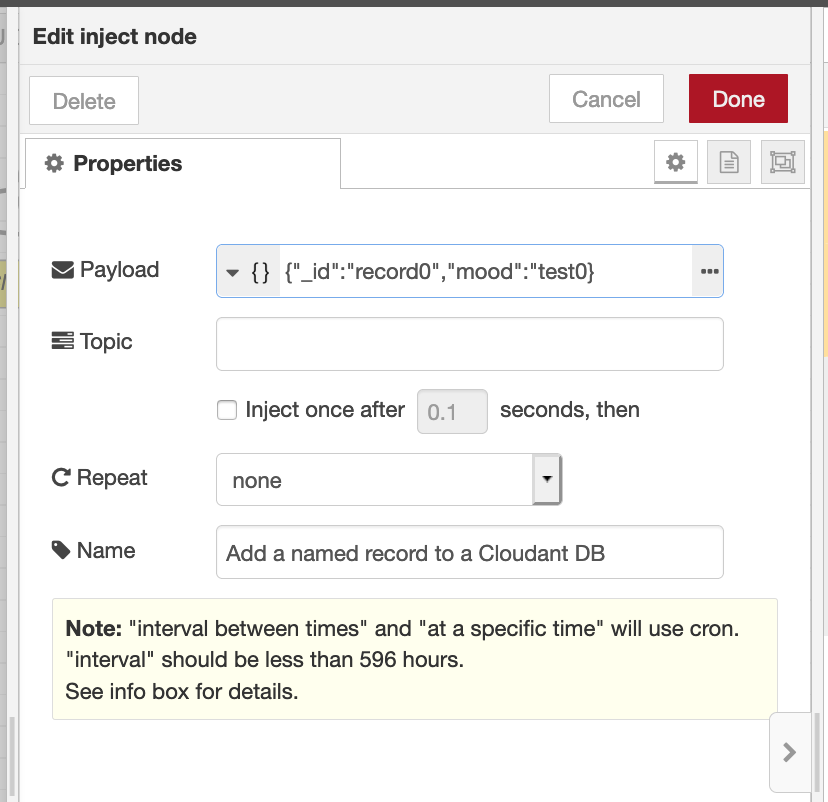 Edit inject node
Delete
Cancel
Done
Properties
Payload
{} {"_id":"record0","mood":"test0}
Topic
Inject once after 0.1 seconds, then
Repeat
none
Name
Add a named record to a Cloudant DB
Note: "interval between times" and "at a specific time" will use cron.
"interval" should be less than 596 hours.
See info box for details.